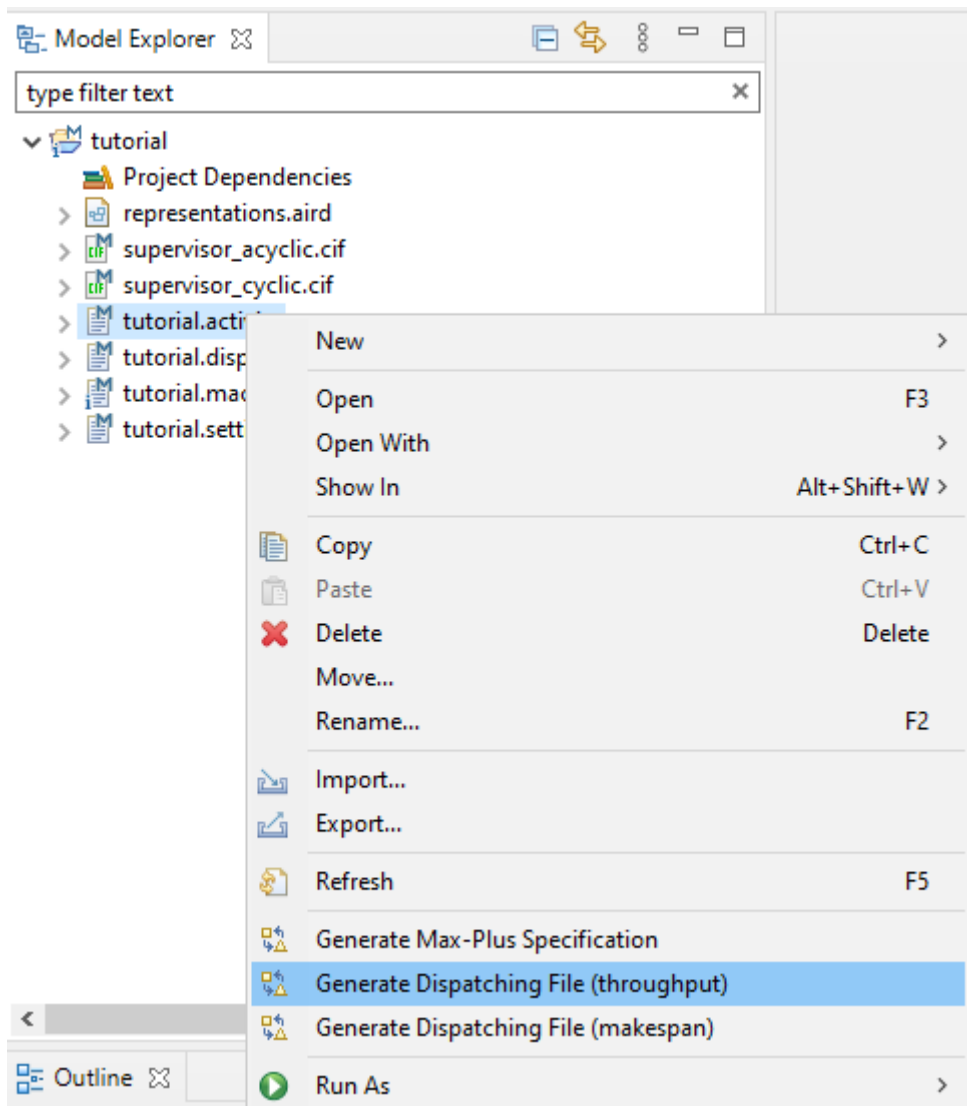 Model Explorer
type filter text
tutorial
Project Dependencies
representations.aird
supervisor_acyclic.cif
supervisor_cyclic.cif
tutorial.acti
tutorial.disp
tutorial.mac
tutorial.sett
New
Open F3
Open With
Show In Alt+Shift+W
Copy Ctrl+C
Paste Ctrl+V
Delete Delete
Move...
Rename... F2
Import...
Export...
Refresh F5
Generate Max-Plus Specification
Generate Dispatching File (throughput)
Generate Dispatching File (makespan)
Outline
Run As